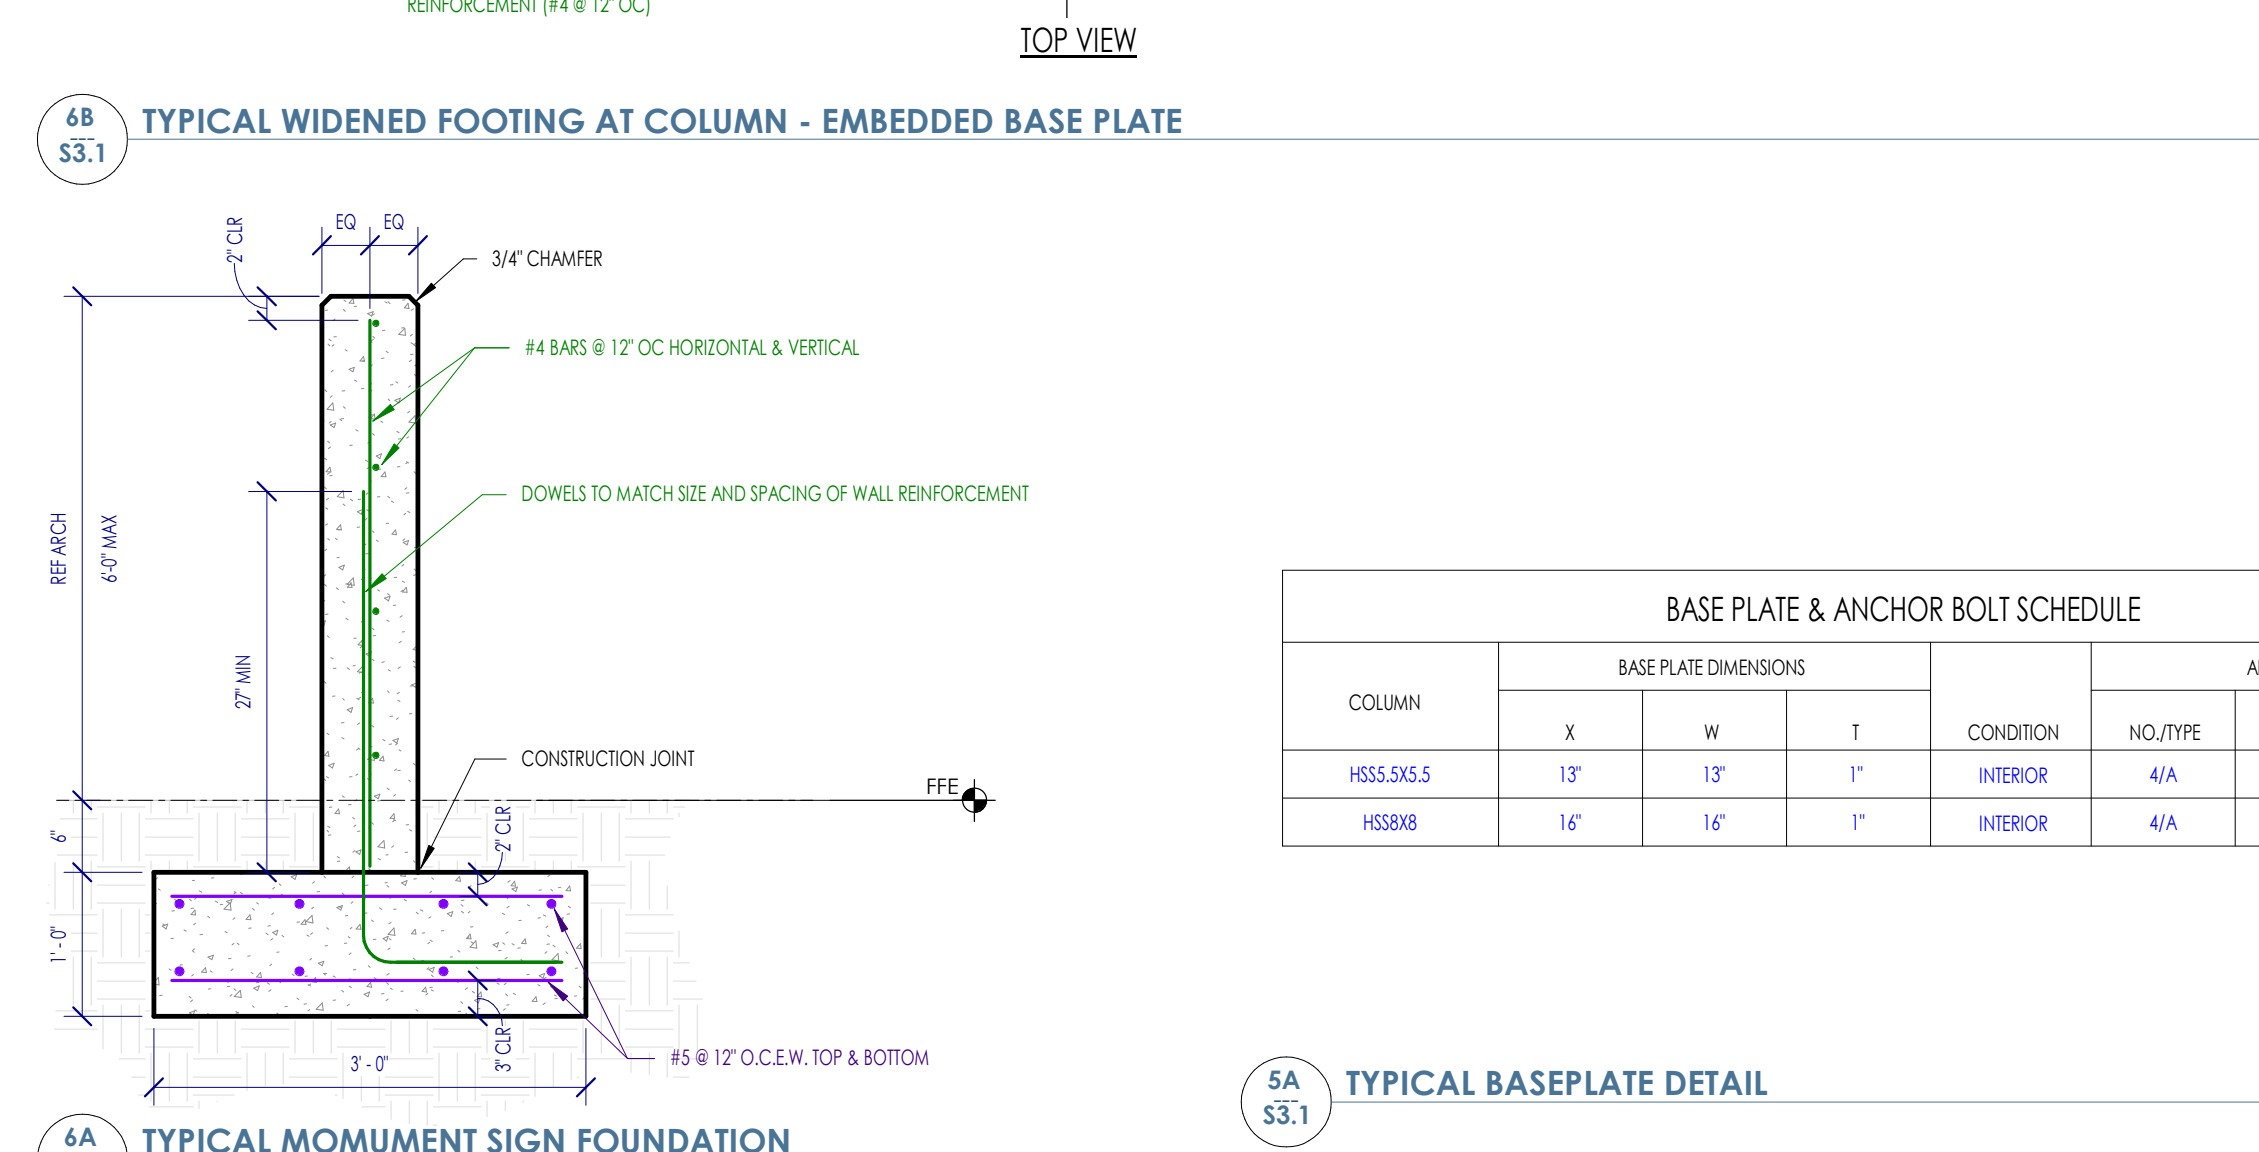 REINFORCEMENT (#4 @ 12" OC)
TOP VIEW
6B
---
S3.1
TYPICAL WIDENED FOOTING AT COLUMN - EMBEDDED BASE PLATE
2" CLR
EQ
EQ
3/4" CHAMFER
#4 BARS @ 12" OC HORIZONTAL & VERTICAL
DOWELS TO MATCH SIZE AND SPACING OF WALL REINFORCEMENT
REF ARCH
6'-0" MAX
27" MIN
CONSTRUCTION JOINT
FFE
6"
2" CLR
1' - 0"
3' - 0"
3" CLR
#5 @ 12" O.C.E.W. TOP & BOTTOM
6A
TYPICAL MOMUMENT SIGN FOUNDATION
BASE PLATE & ANCHOR BOLT SCHEDULE
COLUMN
BASE PLATE DIMENSIONS
X
W
T
CONDITION
NO./TYPE
HSS5.5X5.5
13"
13"
1"
INTERIOR
4/A
HSS8X8
16"
16"
1"
INTERIOR
4/A
5A
---
S3.1
TYPICAL BASEPLATE DETAIL